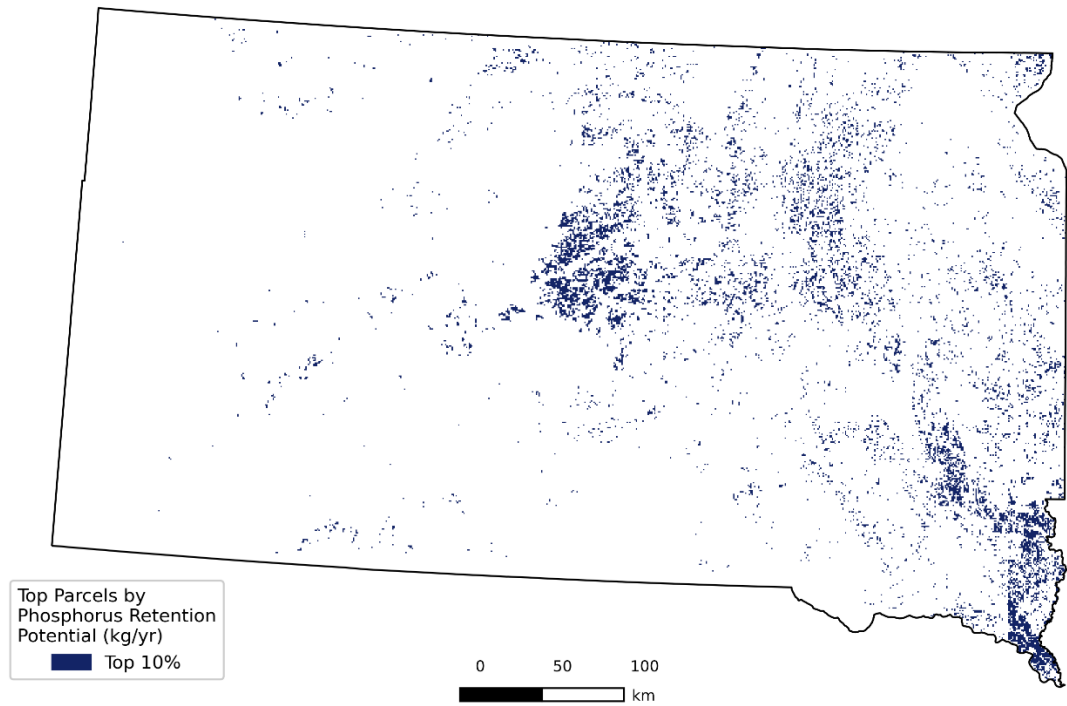 Top Parcels by
Phosphorus Retention
Potential (kg/yr)
Top 10%
0 50 100
km